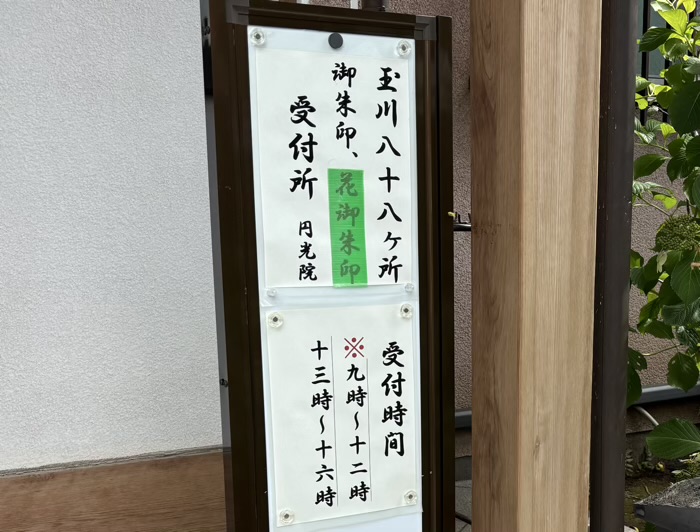 玉川八十八ヶ所
御朱印、花御朱印
受付所 円光院
受付時间
※九時～十二時
十三時～十六時